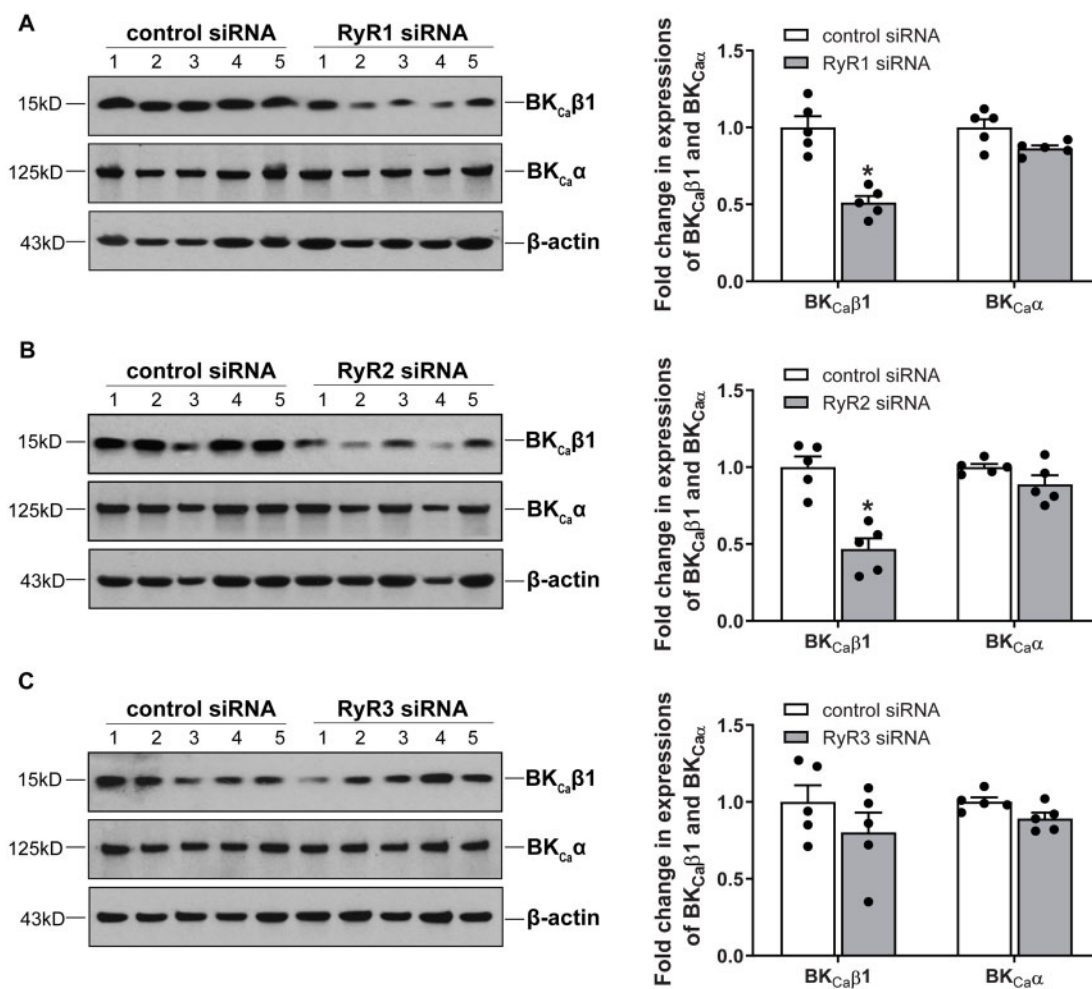 A
control siRNA RyR1 siRNA
1 2 3 4 5 1 2 3 4 5
15kD BKCaβ1
125kD BKCaα
43kD β-actin
Fold change in expressions
of BKCaβ1 and BKCaα
control siRNA
RyR1 siRNA
1.5
1.0
0.5
0.0
*
BKCaβ1 BKCaα
B
control siRNA RyR2 siRNA
1 2 3 4 5 1 2 3 4 5
15kD BKCaβ1
125kD BKCaα
43kD β-actin
Fold change in expressions
of BKCaβ1 and BKCaα
control siRNA
RyR2 siRNA
1.5
1.0
0.5
0.0
*
BKCaβ1 BKCaα
C
control siRNA RyR3 siRNA
1 2 3 4 5 1 2 3 4 5
15kD BKCaβ1
125kD BKCaα
43kD β-actin
Fold change in expressions
of BKCaβ1 and BKCaα
control siRNA
RyR3 siRNA
1.5
1.0
0.5
0.0
BKCaβ1 BKCaα